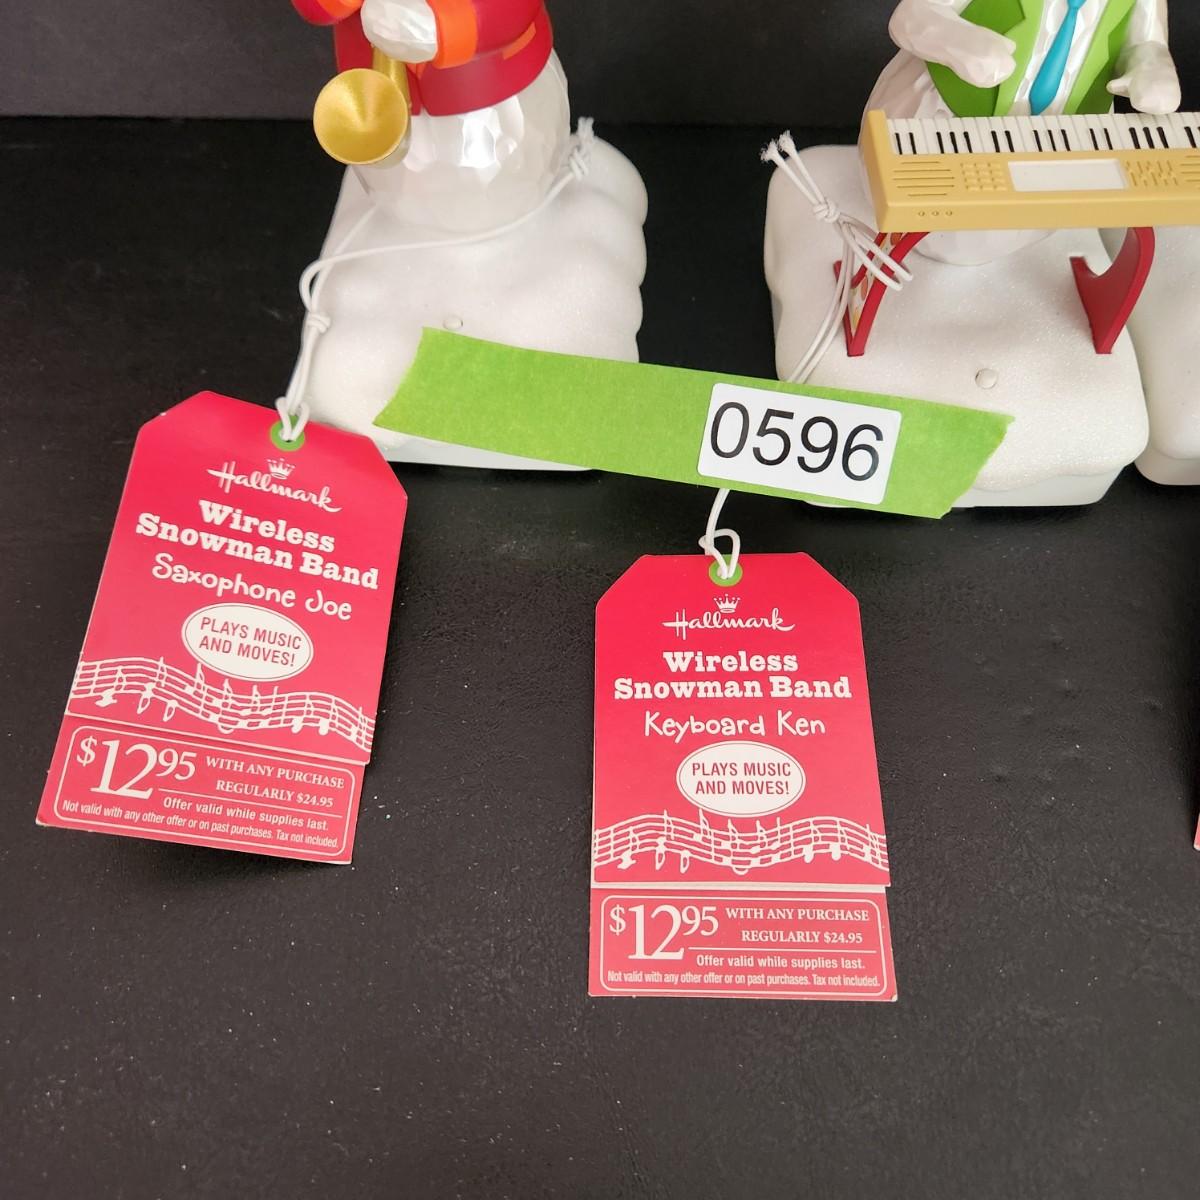 0596
Hallmark
Wireless
Snowman Band
Saxophone Joe
PLAYS MUSIC
AND MOVES!
$12.95 WITH ANY PURCHASE
REGULARLY $24.95
Offer valid while supplies last.
Not valid with any other offer or on past purchases. Tax not included.
Hallmark
Wireless
Snowman Band
Keyboard Ken
PLAYS MUSIC
AND MOVES!
$12.95 WITH ANY PURCHASE
REGULARLY $24.95
Offer valid while supplies last.
Not valid with any other offer or on past purchases. Tax not included.